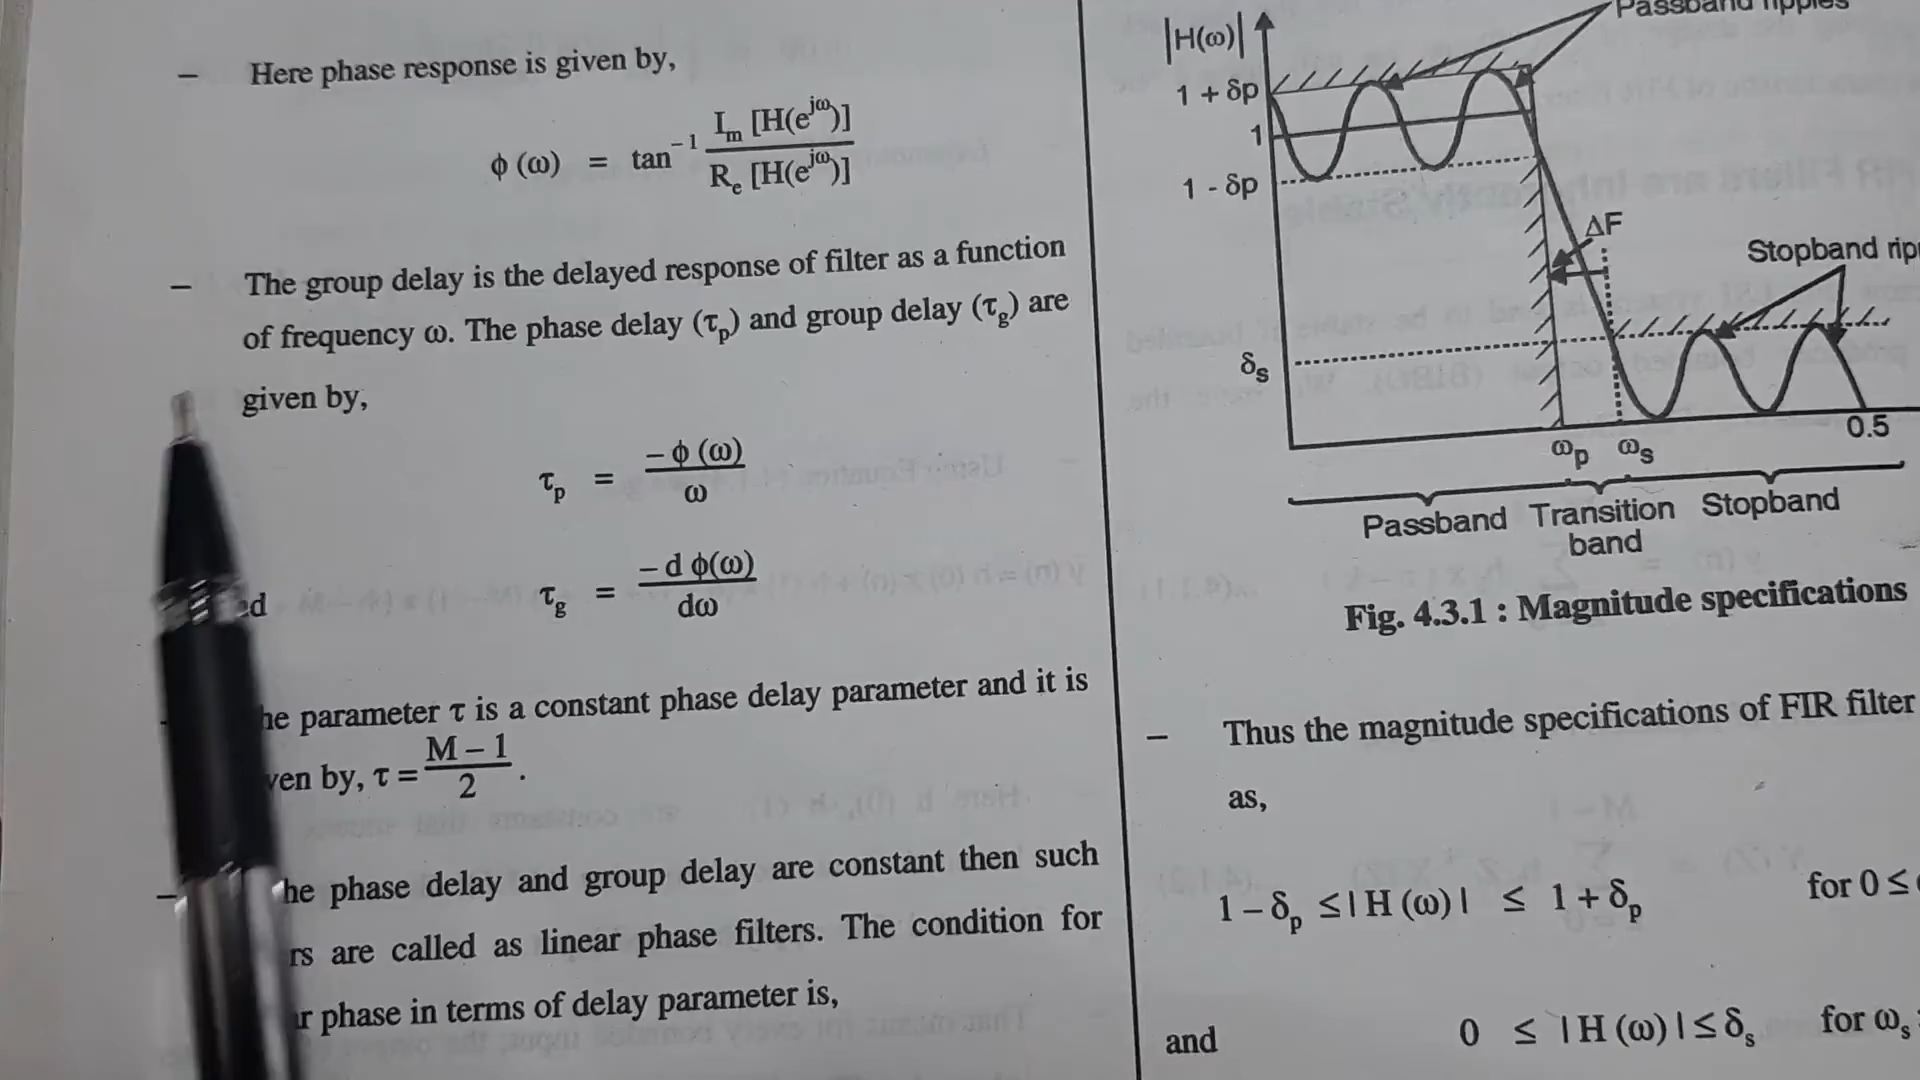 – Here phase response is given by,
ϕ (ω) = tan⁻¹ Iₘ [H(e^jω)] / Rₑ [H(e^jω)]
– The group delay is the delayed response of filter as a function
of frequency ω. The phase delay (τₚ) and group delay (τ_g) are
given by,
τₚ = – ϕ (ω) / ω
τ_g = – d ϕ(ω) / dω
parameter τ is a constant phase delay parameter and it is
by, τ = M – 1 / 2 .
– phase delay and group delay are constant then such
are called as linear phase filters. The condition for
phase in terms of delay parameter is,
Passband ripples
|H(ω)|
1 + δp
1
1 - δp
ΔF
Stopband
δs
0.5
ωp ωs
Passband Transition band Stopband
Fig. 4.3.1 : Magnitude specifications
– Thus the magnitude specifications of FIR filter
as,
1 – δₚ ≤ | H (ω) | ≤ 1 + δₚ for 0 ≤
and 0 ≤ | H (ω) | ≤ δₛ for ωₛ